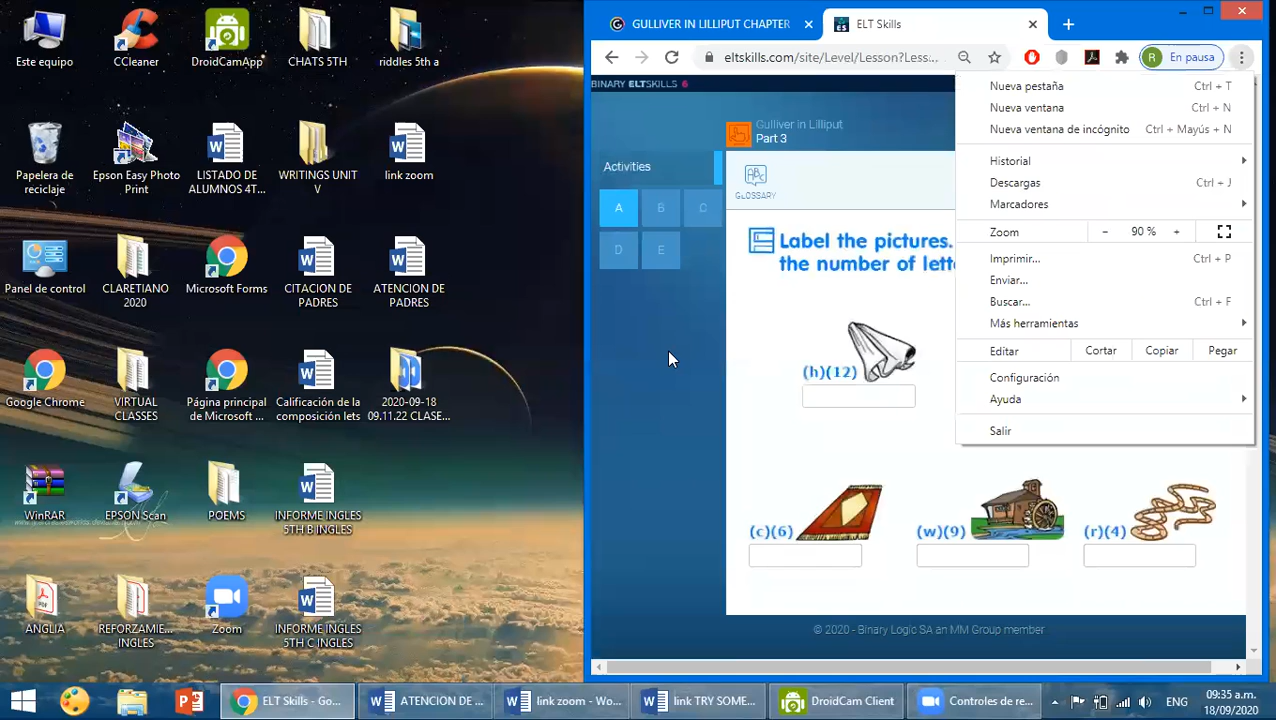 Este equipo
CCleaner
DroidCamApp
CHATS 5TH
riddles 5th a
Papelera de
reciclaje
Epson Easy Photo
Print
LISTADO DE
ALUMNOS 4T...
WRITINGS UNIT
V
link zoom
Panel de control
CLARETIANO
2020
Microsoft Forms
CITACION DE
PADRES
ATENCION DE
PADRES
Google Chrome
VIRTUAL
CLASSES
Página principal
de Microsoft ...
Calificación de la
composición lets
2020-09-18
09.11.22 CLASE...
WinRAR
EPSON Scan
POEMS
INFORME INGLES
5TH B INGLES
ANGLIA
REFORZAMIE...
INGLES
Zoom
INFORME INGLES
5TH C INGLES
GULLIVER IN LILLIPUT CHAPTER
ELT Skills
eltskills.com/site/Level/Lesson?Less...
R
En pausa
BINARY ELTSKILLS 6
Gulliver in Lilliput
Part 3
Activities
A B C
D E
ABC
GLOSSARY
Label the pictures.
the number of lette
(h)(12)
(c)(6)
(w)(9)
(r)(4)
© 2020 - Binary Logic SA an MM Group member
Nueva pestaña Ctrl + T
Nueva ventana Ctrl + N
Nueva ventana de incógnito Ctrl + Mayús + N
Historial
Descargas Ctrl + J
Marcadores
Zoom - 90 % +
Imprimir... Ctrl + P
Enviar...
Buscar... Ctrl + F
Más herramientas
Editar Cortar Copiar Pegar
Configuración
Ayuda
Salir
ELT Skills - Go...
ATENCION DE ...
link zoom - Wo...
link TRY SOME...
DroidCam Client
Controles de re...
ENG
09:35 a.m.
18/09/2020